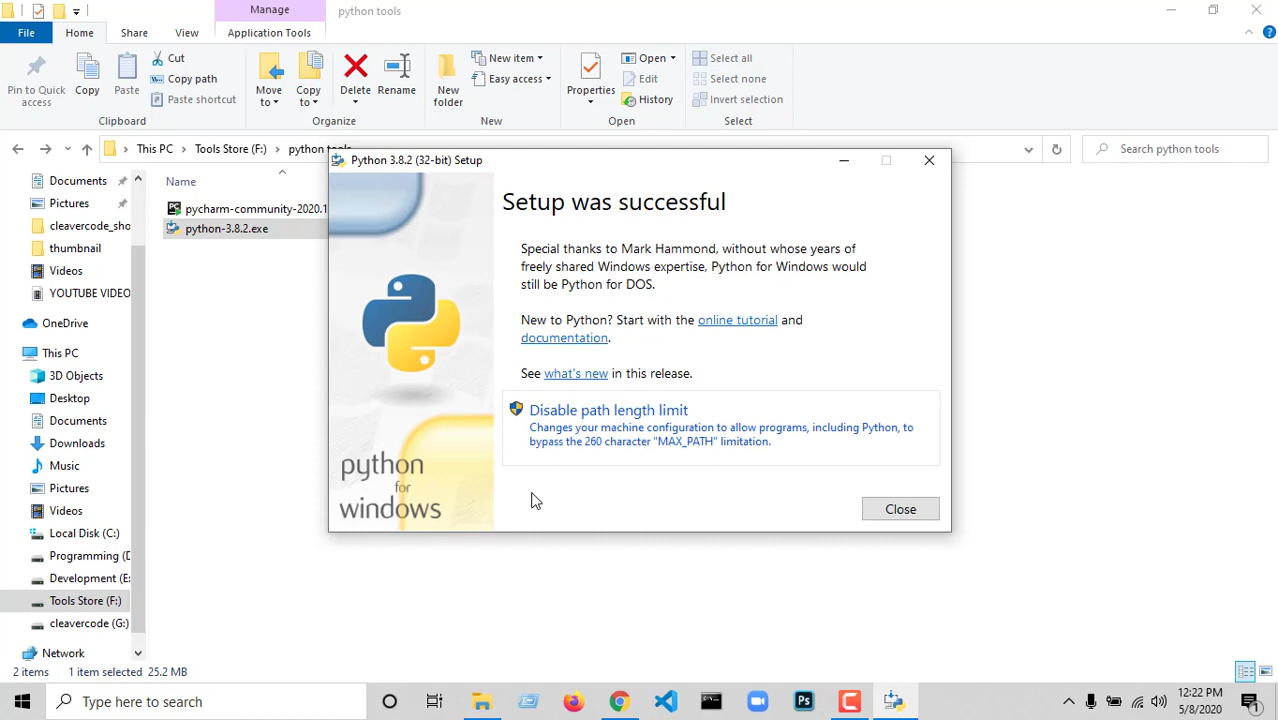 Manage
python tools
File
Home
Share
View
Application Tools
Pin to Quick
access
Copy
Paste
Cut
Copy path
Paste shortcut
Clipboard
Move
to
Copy
to
Delete
Rename
Organize
New
folder
New item
Easy access
New
Properties
Open
Edit
History
Open
Select all
Select none
Invert selection
Select
This PC
Tools Store (F:)
python tools
Search python tools
Documents
Pictures
cleavercode_sho
thumbnail
Videos
YOUTUBE VIDEO
OneDrive
This PC
3D Objects
Desktop
Documents
Downloads
Music
Pictures
Videos
Local Disk (C:)
Programming (D
Development (E:
Tools Store (F:)
cleavercode (G:)
Network
Name
pycharm-community-2020.1
python-3.8.2.exe
Python 3.8.2 (32-bit) Setup
Setup was successful
Special thanks to Mark Hammond, without whose years of
freely shared Windows expertise, Python for Windows would
still be Python for DOS.
New to Python? Start with the online tutorial and
documentation.
See what's new in this release.
Disable path length limit
Changes your machine configuration to allow programs, including Python, to
bypass the 260 character "MAX_PATH" limitation.
python
for
windows
Close
2 items
1 item selected 25.2 MB
Type here to search
12:22 PM
5/8/2020